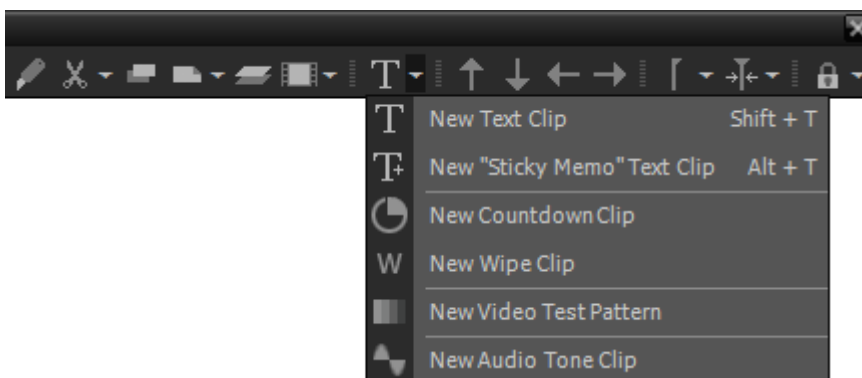 T
T New Text Clip Shift + T
T+ New "Sticky Memo" Text Clip Alt + T
New Countdown Clip
W New Wipe Clip
New Video Test Pattern
New Audio Tone Clip